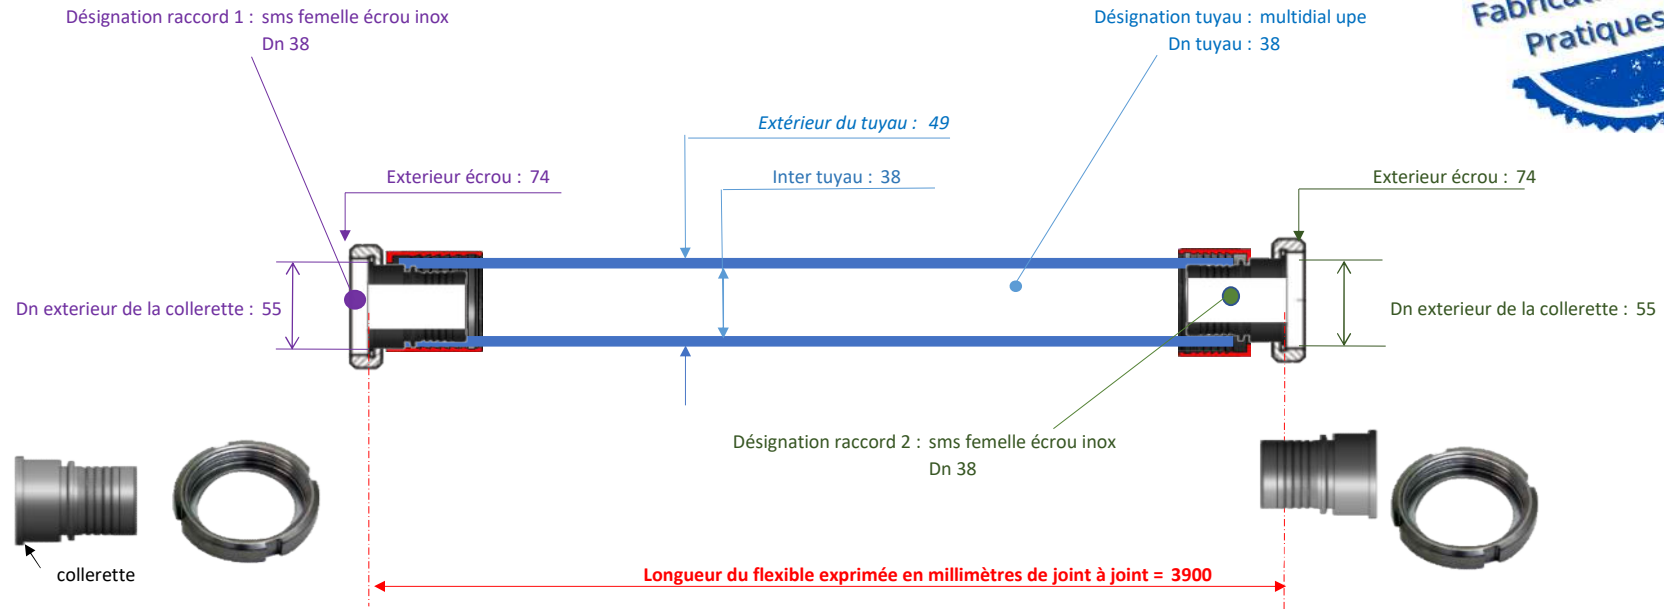 Désignation raccord 1 : sms femelle écrou inox
Dn 38
Désignation tuyau : multidial upe
Dn tuyau : 38
Pratiques
Extérieur du tuyau : 49
Exterieur écrou : 74
Inter tuyau : 38
Exterieur écrou : 74
Dn exterieur de la collerette : 55
Dn exterieur de la collerette : 55
Désignation raccord 2 : sms femelle écrou inox
Dn 38
collerette
Longueur du flexible exprimée en millimètres de joint à joint = 3900